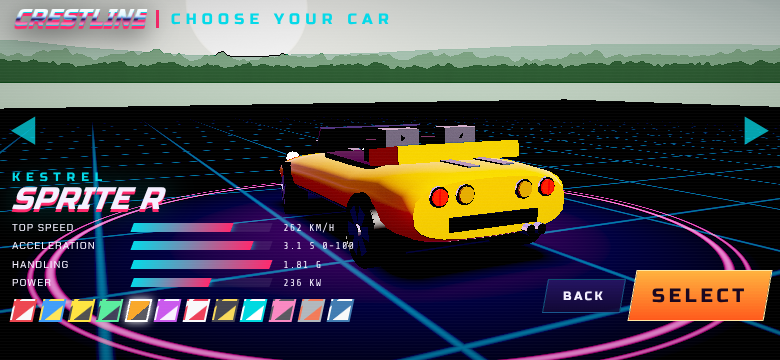 CRESTLINE | CHOOSE YOUR CAR
KESTREL
SPRITE R
TOP SPEED 262 KM/H
ACCELERATION 3.1 S 0-100
HANDLING 1.81 G
POWER 236 KW
BACK
SELECT